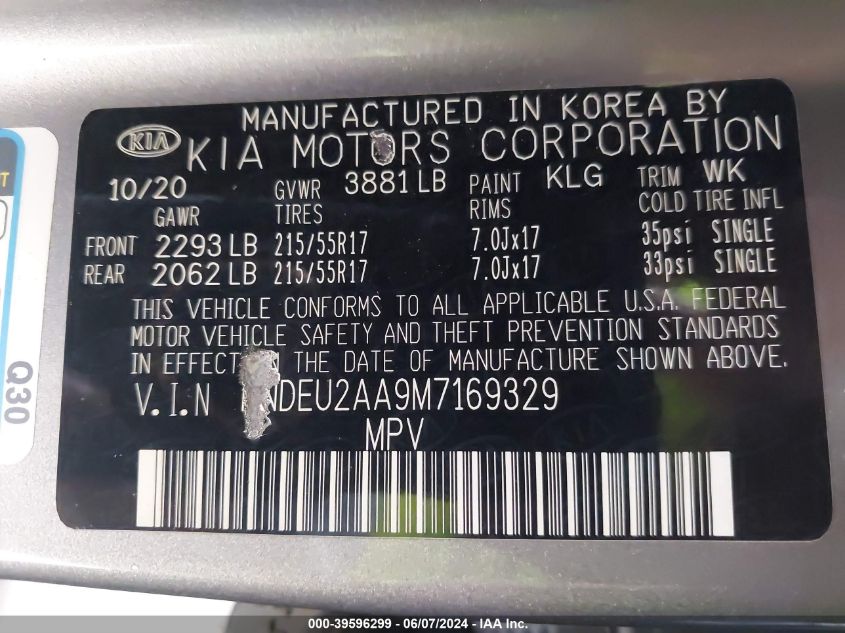 MANUFACTURED IN KOREA BY
KIA KIA MOTORS CORPORATION
10/20 GVWR 3881 LB PAINT KLG TRIM WK
GAWR TIRES RIMS COLD TIRE INFL
FRONT 2293 LB 215/55R17 7.0Jx17 35psi SINGLE
REAR 2062 LB 215/55R17 7.0Jx17 33psi SINGLE
THIS VEHICLE CONFORMS TO ALL APPLICABLE U.S.A. FEDERAL
MOTOR VEHICLE SAFETY AND THEFT PREVENTION STANDARDS
IN EFFECT IN THE DATE OF MANUFACTURE SHOWN ABOVE.
V.I.N NDEU2AA9M7169329
MPV
Q30
000-39596299 - 06/07/2024 - IAA Inc.